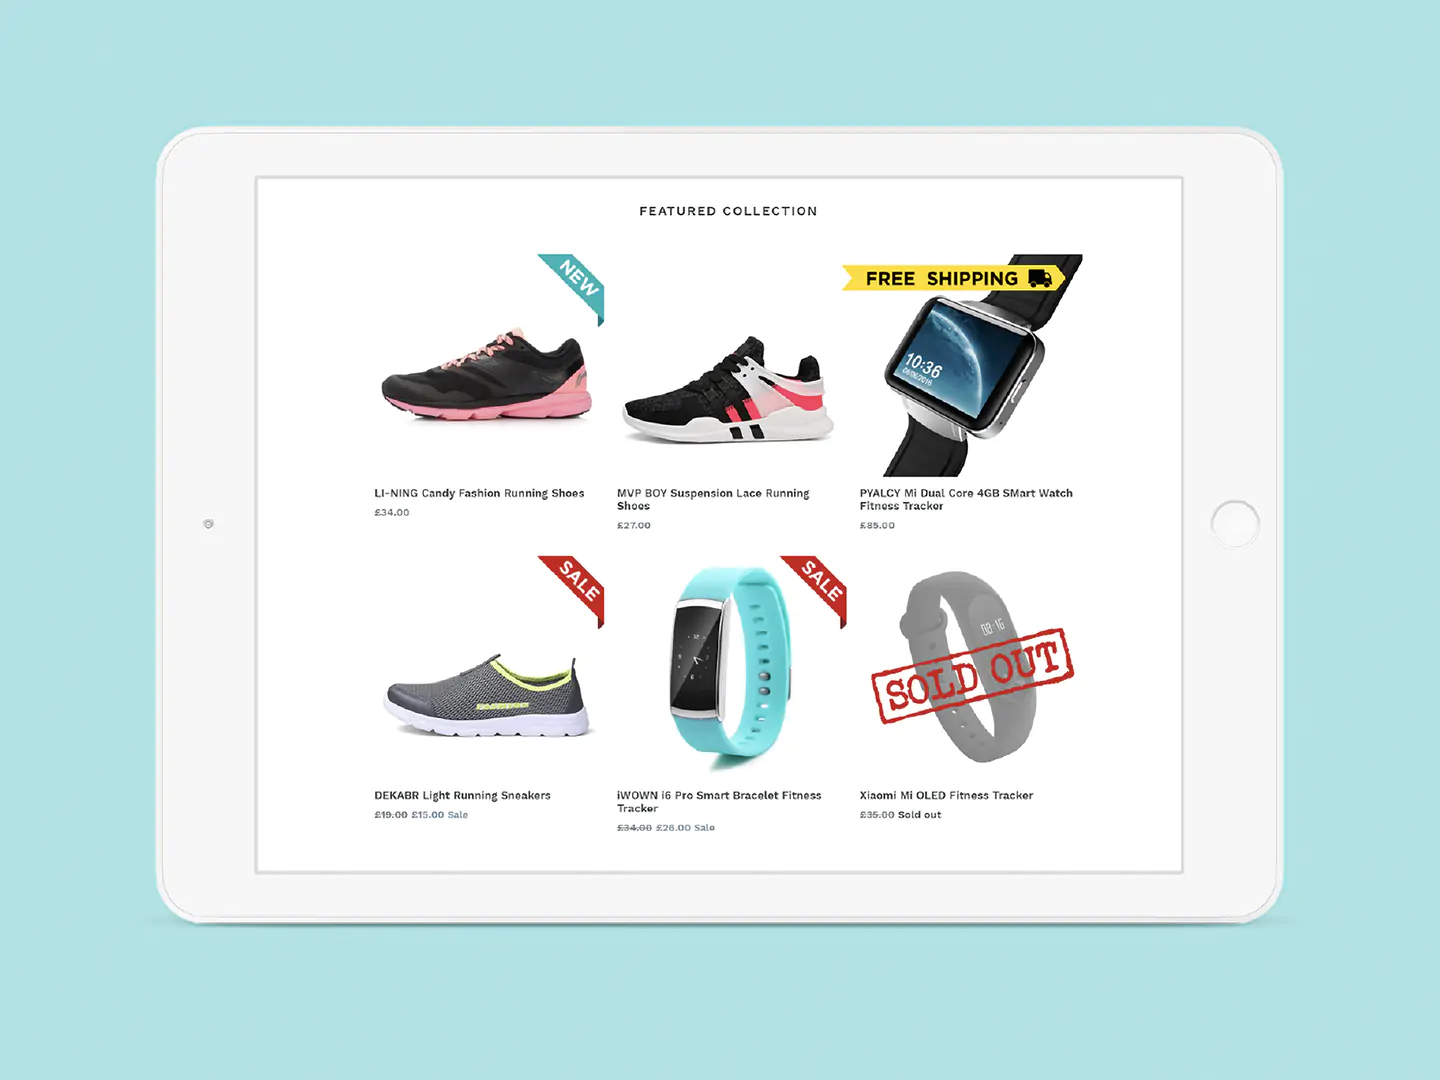 FEATURED COLLECTION
NEW
FREE SHIPPING
10:36
LI-NING Candy Fashion Running Shoes
£34.00
MVP BOY Suspension Lace Running
Shoes
£27.00
PYALCY Mi Dual Core 4GB SMart Watch
Fitness Tracker
£85.00
SALE
SALE
12
6
SOLD OUT
DEKABR Light Running Sneakers
£19.00 £15.00 Sale
iWOWN i6 Pro Smart Bracelet Fitness
Tracker
£34.00 £26.00 Sale
Xiaomi Mi OLED Fitness Tracker
£35.00 Sold out